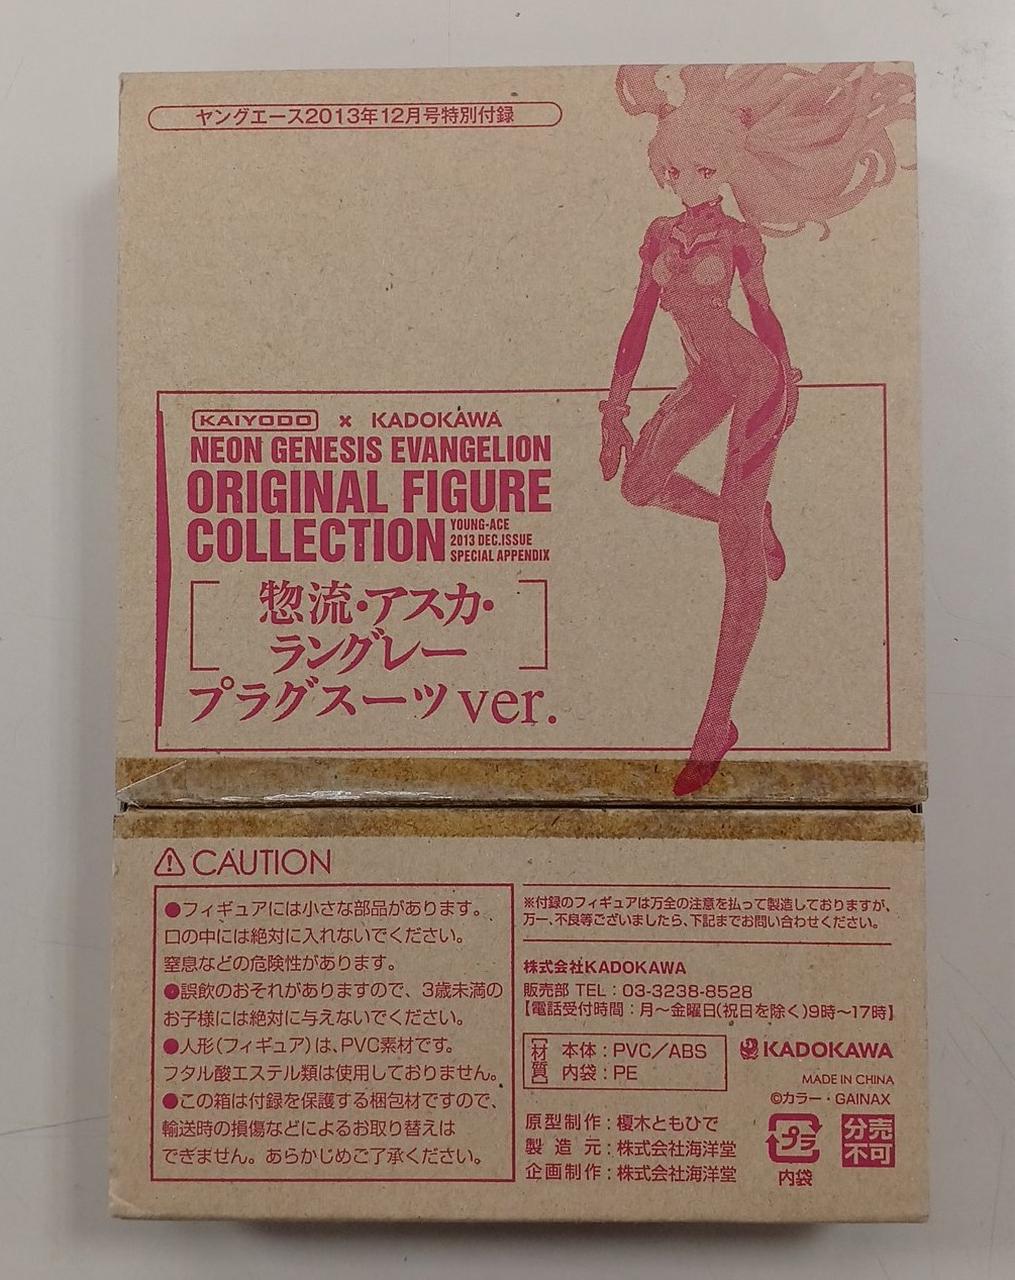 ヤングエース2013年12月号特別付録
KAIYODO × KADOKAWA
NEON GENESIS EVANGELION
ORIGINAL FIGURE
COLLECTION
YOUNG-ACE
2013 DEC.ISSUE
SPECIAL APPENDIX
惣流・アスカ・
ラングレー
プラグスーツver.
CAUTION
●フィギュアには小さな部品があります。
口の中には絶対に入れないでください。
窒息などの危険性があります。
●誤飲のおそれがありますので、3歳未満の
お子様には絶対に与えないでください。
●人形(フィギュア)は、PVC素材です。
フタル酸エステル類は使用しておりません。
●この箱は付録を保護する梱包材ですので、
輸送時の損傷などによるお取り替えは
できません。あらかじめご了承ください。
※付録のフィギュアは万全の注意を払って製造しておりますが、
万一、不良等ございましたら、下記までお問い合わせください。
株式会社KADOKAWA
販売部 TEL:03-3238-8528
【電話受付時間:月〜金曜日(祝日を除く)9時〜17時】
[材質] 本体:PVC/ABS
内袋:PE
KADOKAWA
MADE IN CHINA
©カラー・GAINAX
原型制作:榎木ともひで
製造元:株式会社海洋堂
企画制作:株式会社海洋堂
プラ
内袋
分売
不可